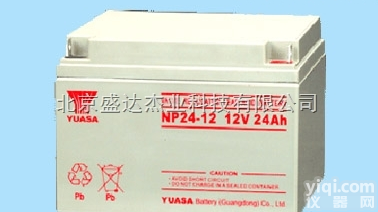 北京盛达杰业科技有限公司
YUASA
NP24-12 12V 24Ah
CAUTION
AVOID SHORT CIRCUIT.
DO NOT CHARGE IN A SEALED CONTAINER.
Pb
YUASA Battery (Guangdong) Co., Ltd.
yiqi.com
仪器网